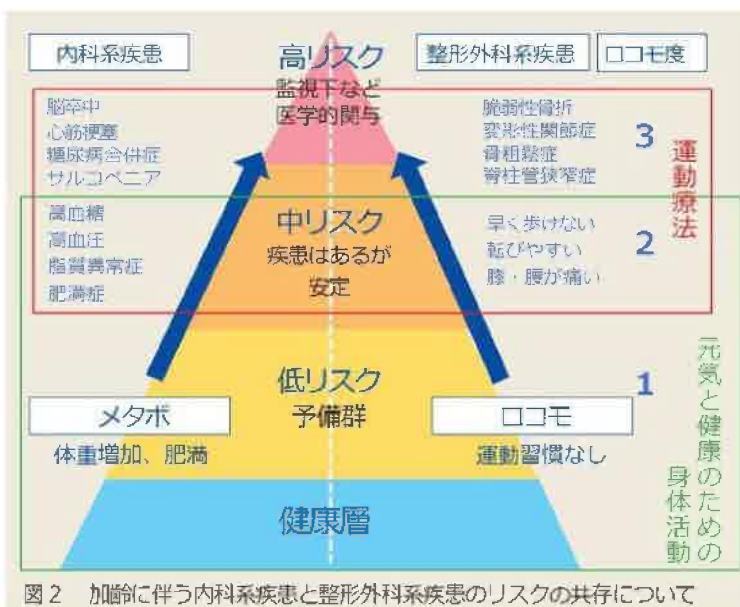 内科系疾患
高リスク
監視下など
医学的関与
整形外科系疾患
ロコモ度
脳卒中
心筋梗塞
糖尿病合併症
サルコペニア
脆弱性骨折
変形性関節症
骨粗鬆症
脊柱管狭窄症
3
運動療法
高血糖
高血圧
脂質異常症
肥満症
中リスク
疾患はあるが
安定
早く歩けない
転びやすい
膝・腰が痛い
2
低リスク
予備群
1
メタボ
体重増加、肥満
ロコモ
運動習慣なし
元気と健康のための
身体活動
健康層
図2 加齢に伴う内科系疾患と整形外科系疾患のリスクの共存について